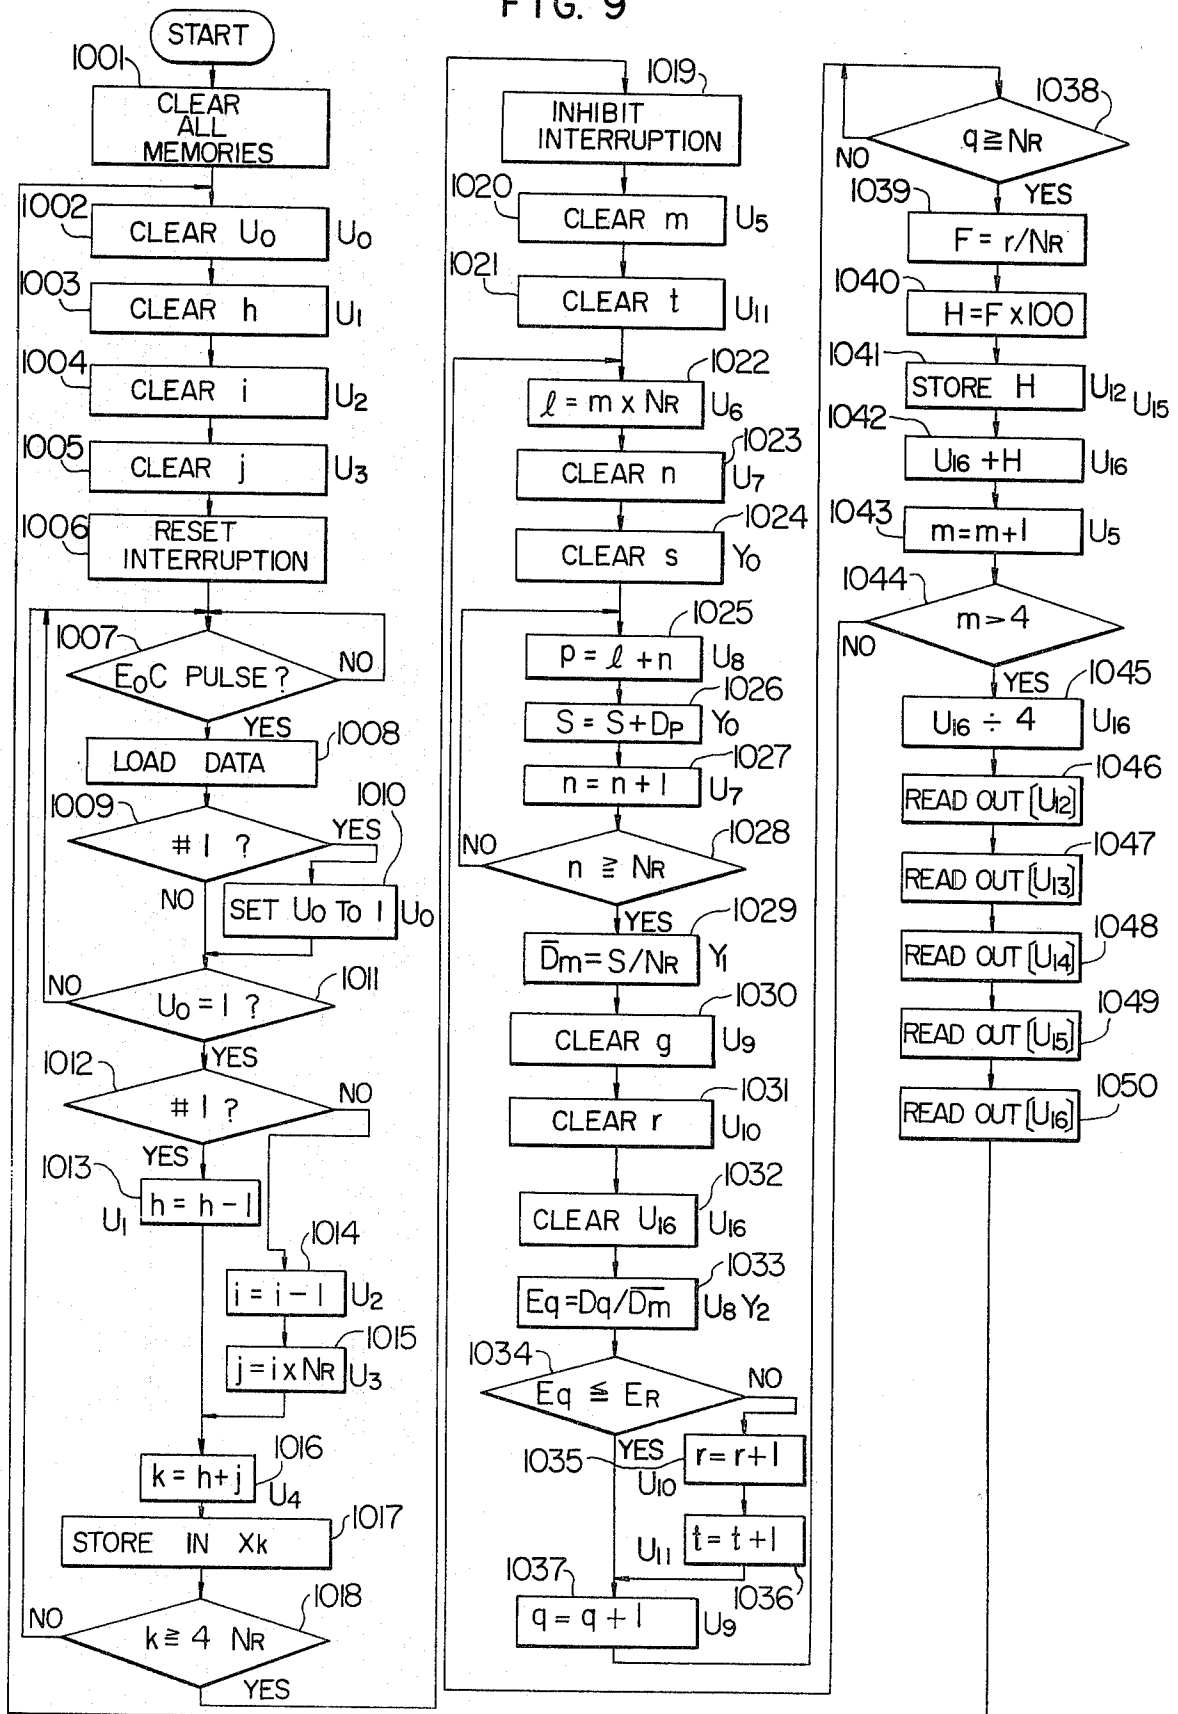 FIG. 9
START
1001
CLEAR
ALL
MEMORIES
1002
CLEAR U0
U0
1003
CLEAR h
U1
1004
CLEAR i
U2
1005
CLEAR j
U3
1006
RESET
INTERRUPTION
1007
EOC PULSE?
NO
YES
1008
LOAD DATA
1009
#1 ?
YES
NO
1010
SET U0 TO 1
U0
1011
U0 = 1 ?
NO
YES
1012
#1 ?
NO
YES
1013
h = h - 1
U1
1014
i = i - 1
U2
1015
j = i x NR
U3
1016
k = h + j
U4
1017
STORE IN Xk
1018
k ≧ 4 NR
NO
YES
1019
INHIBIT
INTERRUPTION
1020
CLEAR m
U5
1021
CLEAR t
U11
1022
ℓ = m x NR
U6
1023
CLEAR n
U7
1024
CLEAR s
Y0
1025
p = ℓ + n
U8
1026
S = S + DP
Y0
1027
n = n + 1
U7
1028
n ≧ NR
NO
YES
1029
D̅m = S/NR
Y1
1030
CLEAR g
U9
1031
CLEAR r
U10
1032
CLEAR U16
U16
1033
Eq = Dq/D̅m̅
U8 Y2
1034
Eq ≦ ER
NO
YES
1035
r = r + 1
U10
1036
t = t + 1
U11
1037
q = q + 1
U9
1038
q ≧ NR
NO
YES
1039
F = r/NR
1040
H = F x 100
1041
STORE H
U12
U15
1042
U16 + H
U16
1043
m = m + 1
U5
1044
m > 4
NO
YES
1045
U16 ÷ 4
U16
1046
READ OUT [U12]
1047
READ OUT [U13]
1048
READ OUT [U14]
1049
READ OUT [U15]
1050
READ OUT [U16]